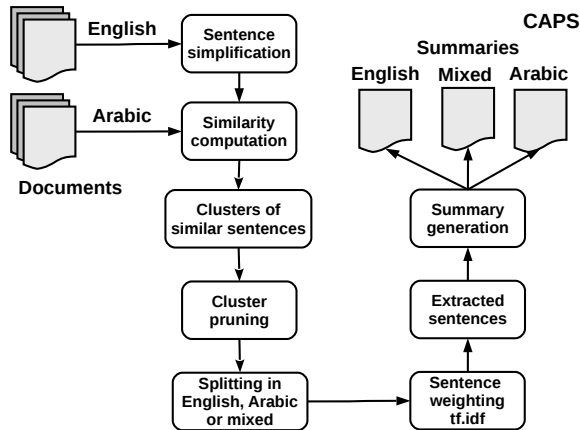 CAPS
English
Sentence
simplification
Arabic
Similarity
computation
Documents
Clusters of
similar sentences
Cluster
pruning
Splitting in
English, Arabic
or mixed
Sentence
weighting
tf.idf
Extracted
sentences
Summary
generation
Summaries
English
Mixed
Arabic